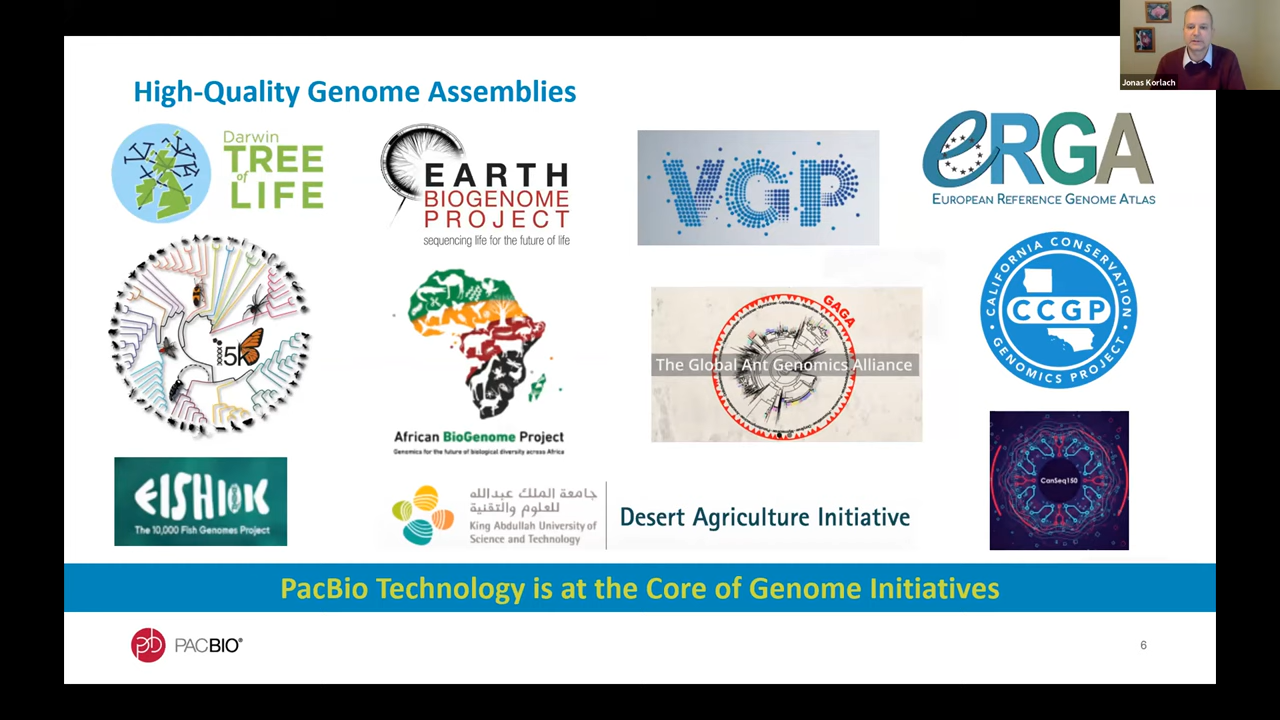 Jonas Korlach
High-Quality Genome Assemblies
Darwin
TREE
of
LIFE
EARTH
BIOGENOME
PROJECT
sequencing life for the future of life
VGP
eRGA
EUROPEAN REFERENCE GENOME ATLAS
i5k
African BioGenome Project
Genomics for the future of biological diversity across Africa
GAGA
The Global Ant Genomics Alliance
CALIFORNIA CONSERVATION
CCGP
GENOMICS PROJECT
FISH10K
The 10,000 Fish Genomes Project
جامعة الملك عبدالله
للعلوم والتقنية
King Abdullah University of
Science and Technology
Desert Agriculture Initiative
CanSeq150
PacBio Technology is at the Core of Genome Initiatives
PACBIO®
6